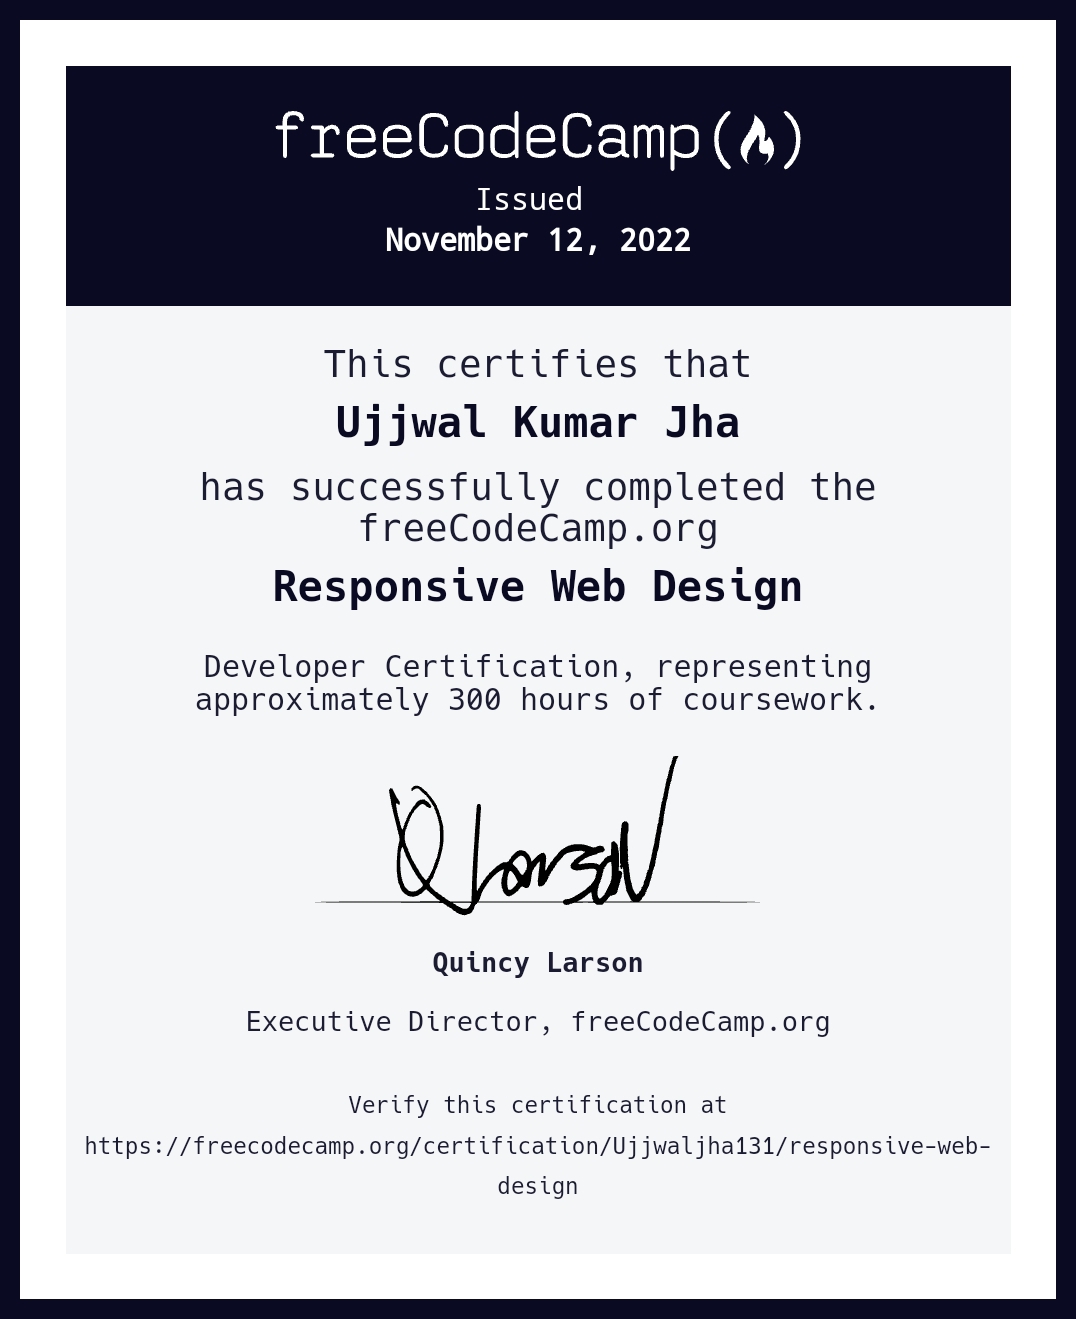 freeCodeCamp(🔥)
Issued
November 12, 2022
This certifies that
Ujjwal Kumar Jha
has successfully completed the
freeCodeCamp.org
Responsive Web Design
Developer Certification, representing
approximately 300 hours of coursework.
Q Larson
Quincy Larson
Executive Director, freeCodeCamp.org
Verify this certification at
https://freecodecamp.org/certification/Ujjwaljha131/responsive-web-
design